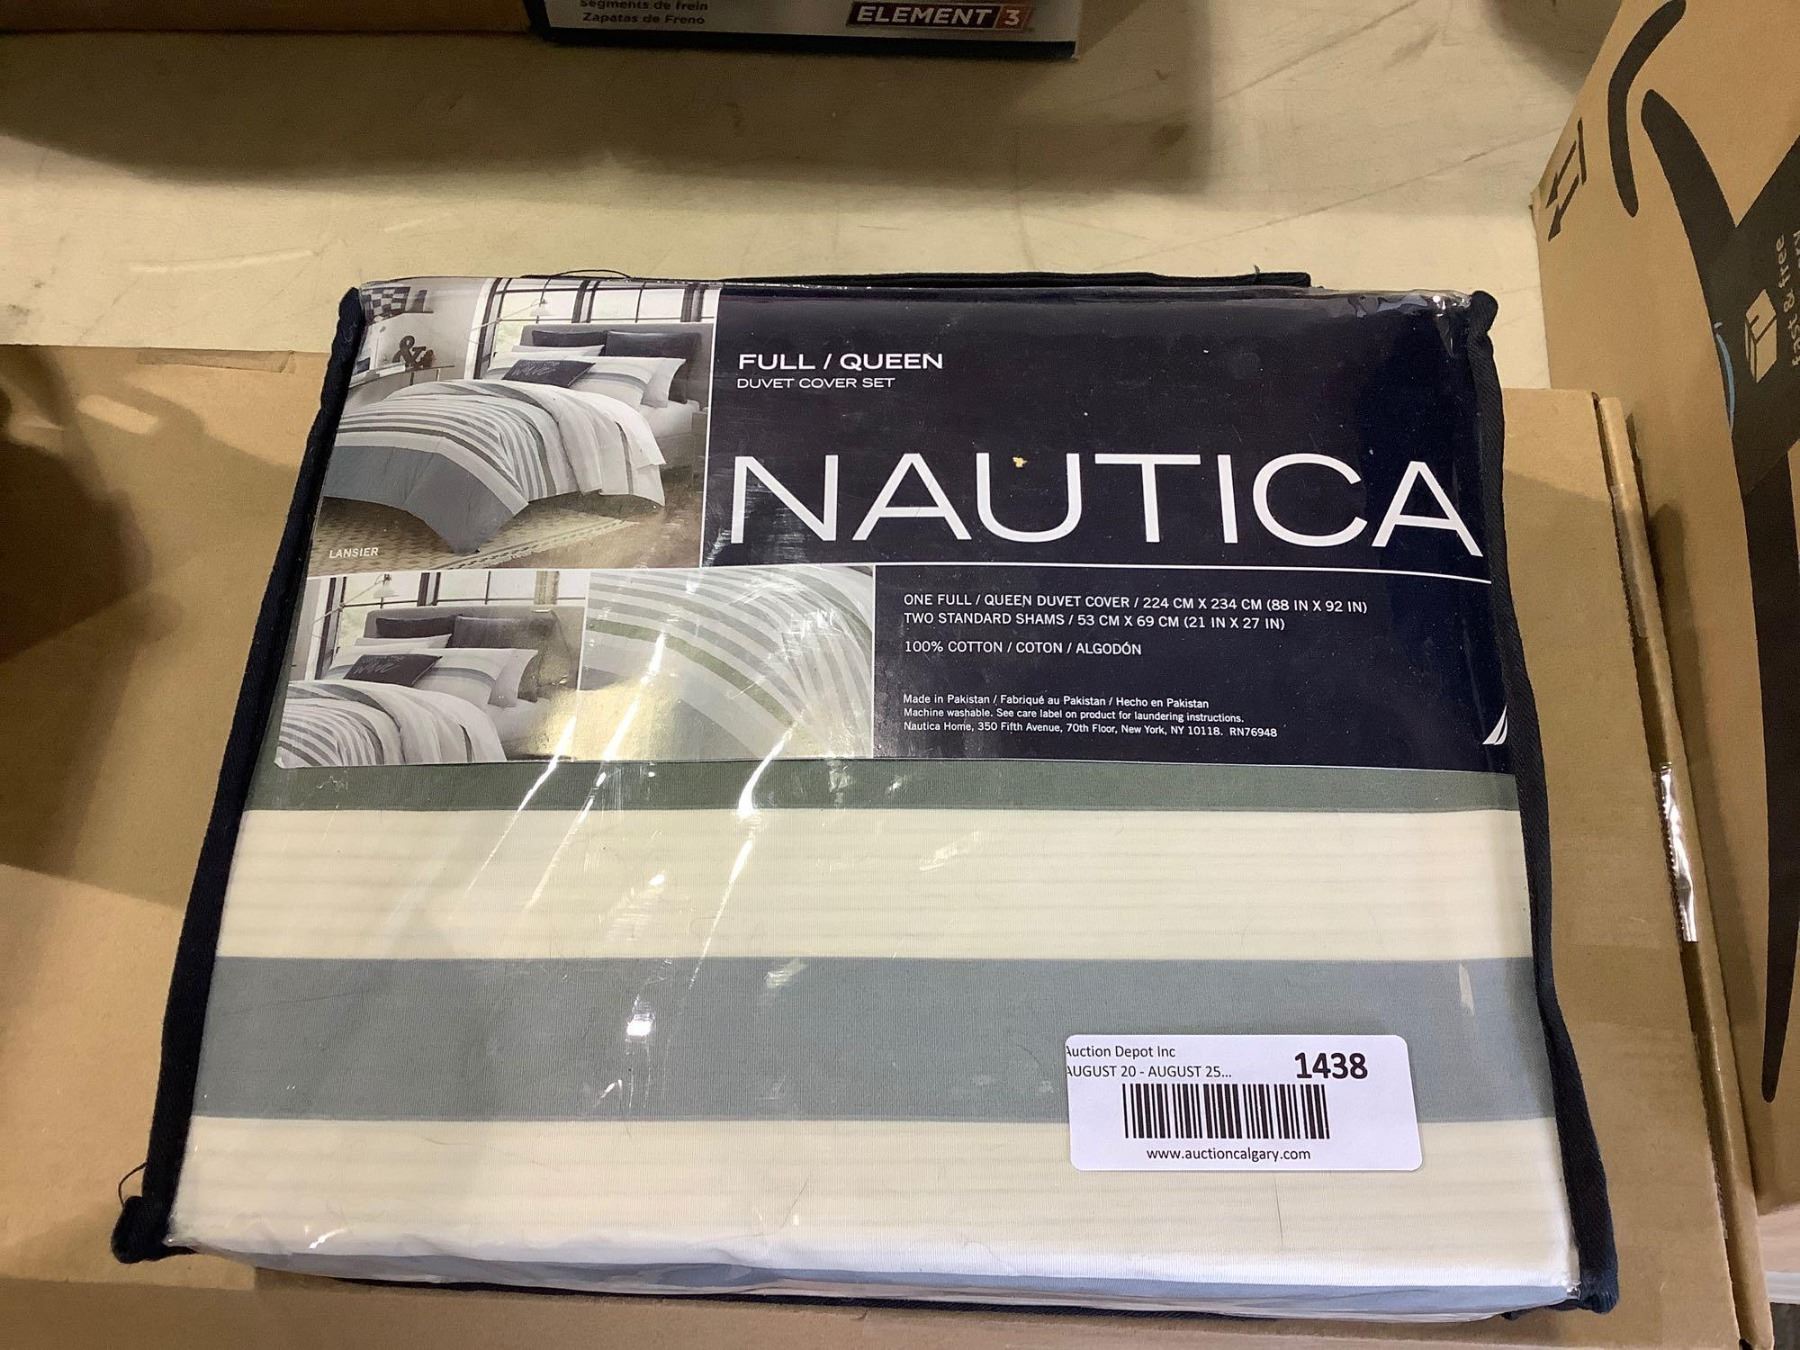 Segments de frein
Zapatas de Freno
ELEMENT 3
FULL / QUEEN
DUVET COVER SET
NAUTICA
LANSIER
ONE FULL / QUEEN DUVET COVER / 224 CM X 234 CM (88 IN X 92 IN)
TWO STANDARD SHAMS / 53 CM X 69 CM (21 IN X 27 IN)
100% COTTON / COTON / ALGODÓN
Made in Pakistan / Fabriqué au Pakistan / Hecho en Pakistan
Machine washable. See care label on product for laundering instructions.
Nautica Home, 350 Fifth Avenue, 70th Floor, New York, NY 10118. RN76948
Auction Depot Inc
AUGUST 20 - AUGUST 25...
1438
www.auctioncalgary.com
fast & free